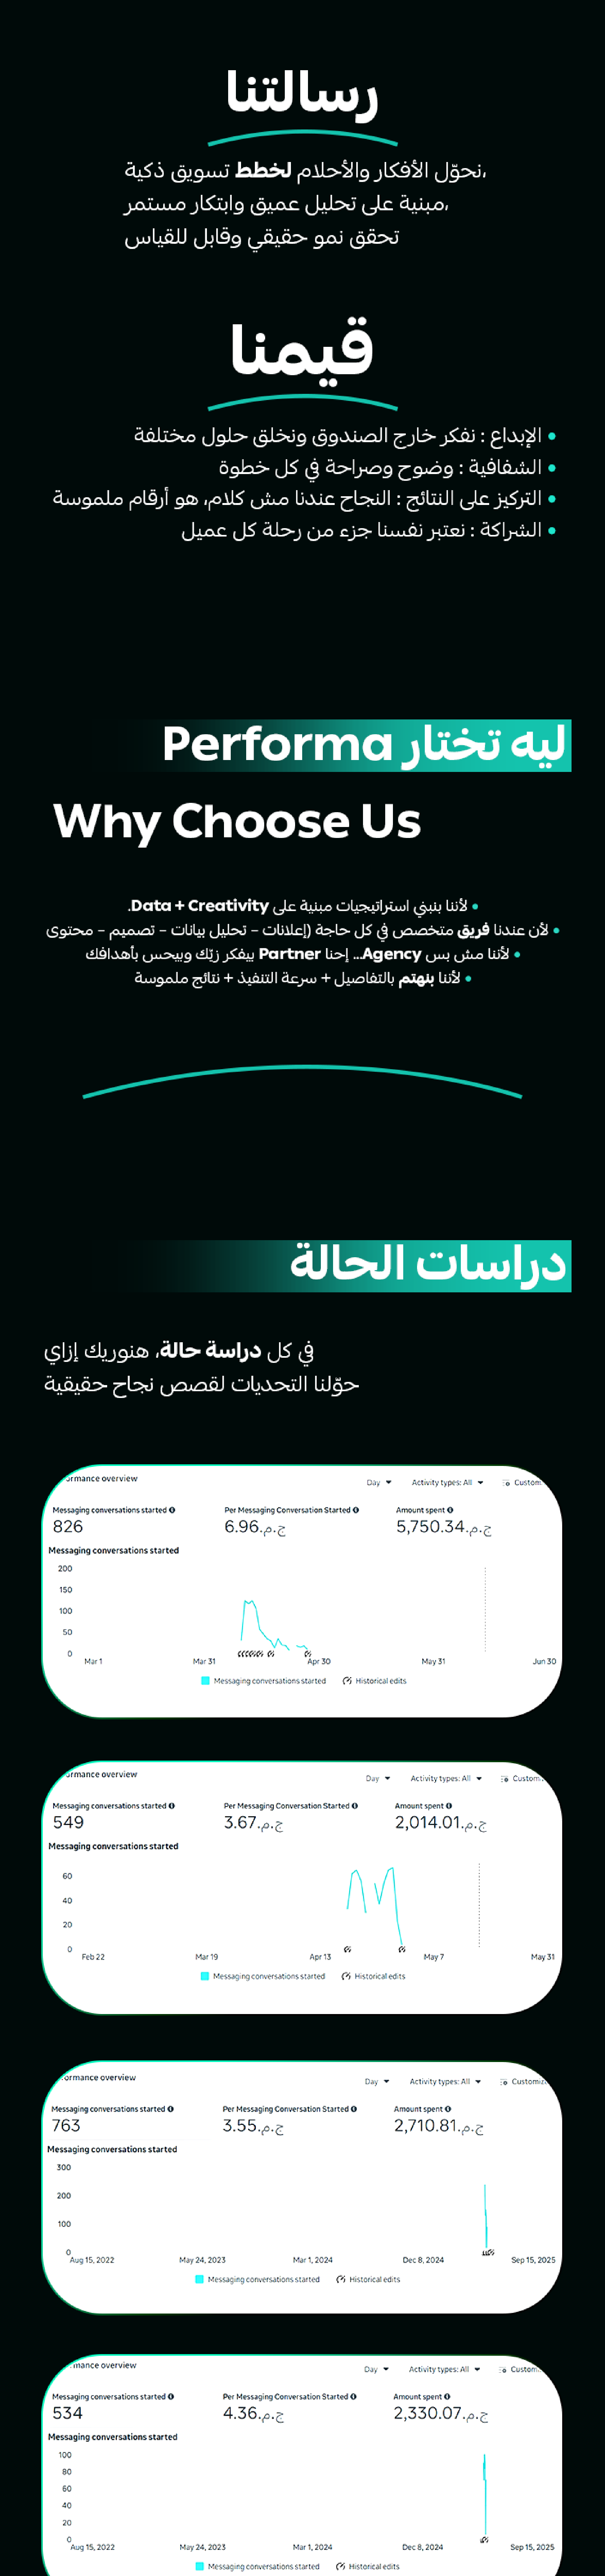 رسالتنا
نحوّل الأفكار والأحلام لخطط تسويق ذكية،
مبنية على تحليل عميق وابتكار مستمر،
تحقق نمو حقيقي وقابل للقياس
قيمنا
• الإبداع : نفكر خارج الصندوق ونخلق حلول مختلفة
• الشفافية : وضوح وصراحة في كل خطوة
• التركيز على النتائج : النجاح عندنا مش كلام، هو أرقام ملموسة
• الشراكة : نعتبر نفسنا جزء من رحلة كل عميل
ليه تختار Performa
Why Choose Us
• لأننا بنبني استراتيجيات مبنية على Data + Creativity.
• لأن عندنا فريق متخصص في كل حاجة (إعلانات – تحليل بيانات – تصميم – محتوى
• لأننا مش بس Agency... إحنا Partner بيفكر زيّك وبيحس بأهدافك
• لأننا بنهتم بالتفاصيل + سرعة التنفيذ + نتائج ملموسة
دراسات الحالة
في كل دراسة حالة، هنوريك إزاي
حوّلنا التحديات لقصص نجاح حقيقية
ormance overview
Day Activity types: All Custom
Messaging conversations started Per Messaging Conversation Started Amount spent
826 ج.م.6.96 ج.م.5,750.34
Messaging conversations started
200
150
100
50
0
Mar 1 Mar 31 Apr 30 May 31 Jun 30
Messaging conversations started Historical edits
ormance overview
Day Activity types: All Custom
Messaging conversations started Per Messaging Conversation Started Amount spent
549 ج.م.3.67 ج.م.2,014.01
Messaging conversations started
60
40
20
0
Feb 22 Mar 19 Apr 13 May 7 May 31
Messaging conversations started Historical edits
ormance overview
Day Activity types: All Customi
Messaging conversations started Per Messaging Conversation Started Amount spent
763 ج.م.3.55 ج.م.2,710.81
Messaging conversations started
300
200
100
0
Aug 15, 2022 May 24, 2023 Mar 1, 2024 Dec 8, 2024 Sep 15, 2025
Messaging conversations started Historical edits
mance overview
Day Activity types: All Custom
Messaging conversations started Per Messaging Conversation Started Amount spent
534 ج.م.4.36 ج.م.2,330.07
Messaging conversations started
100
80
60
40
20
0
Aug 15, 2022 May 24, 2023 Mar 1, 2024 Dec 8, 2024 Sep 15, 2025
Messaging conversations started Historical edits